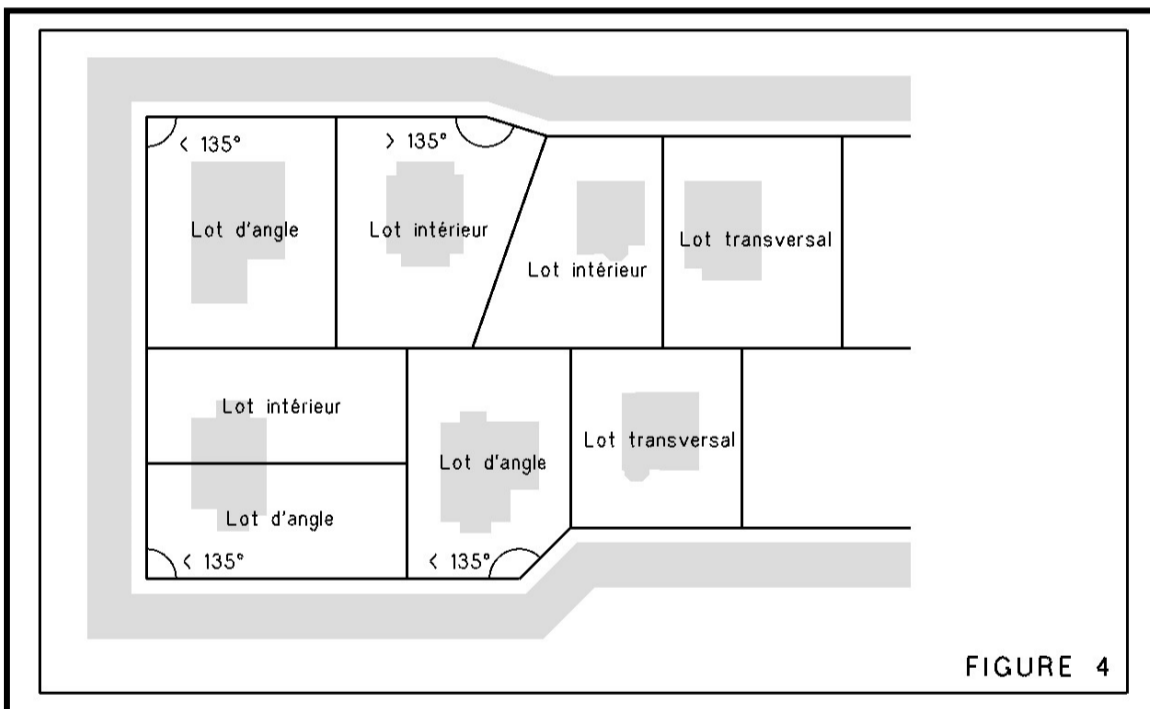 < 135°
> 135°
Lot d'angle
Lot intérieur
Lot intérieur
Lot transversal
Lot intérieur
Lot d'angle
Lot transversal
Lot d'angle
< 135°
< 135°
FIGURE 4